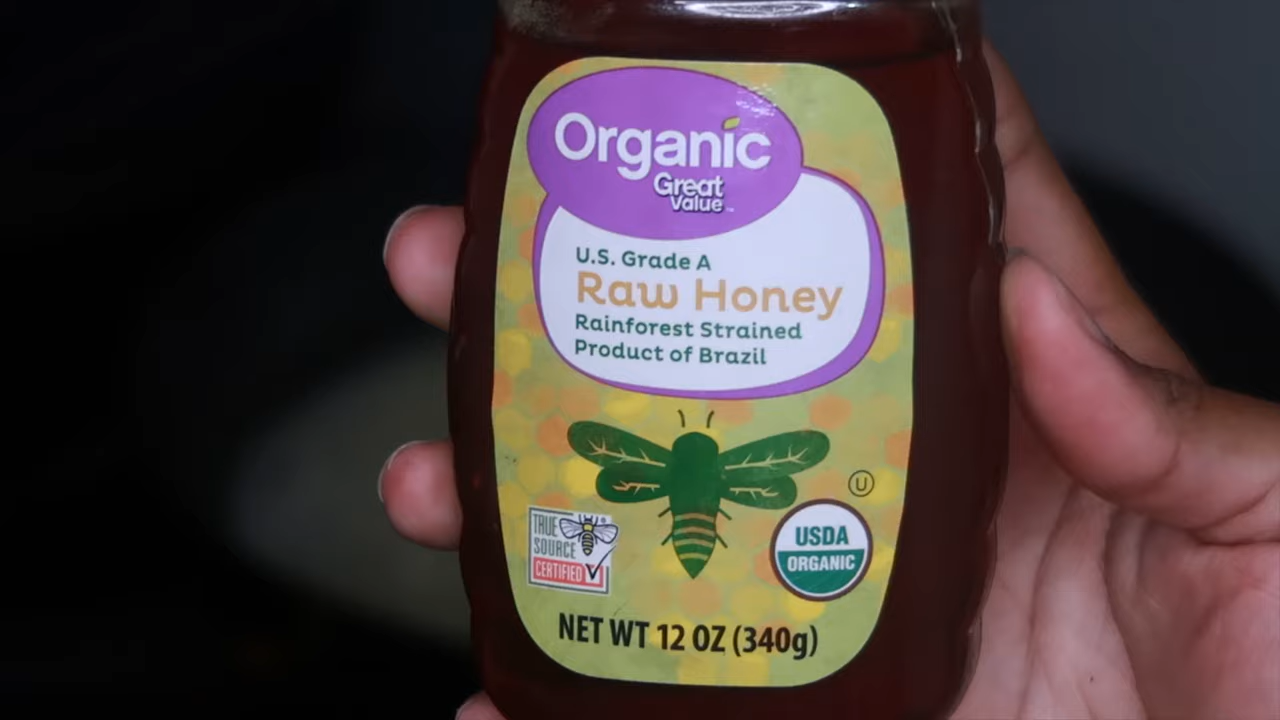 Organic
Great
Value™
U.S. Grade A
Raw Honey
Rainforest Strained
Product of Brazil
U
TRUE
SOURCE
CERTIFIED
USDA
ORGANIC
NET WT 12 OZ (340g)